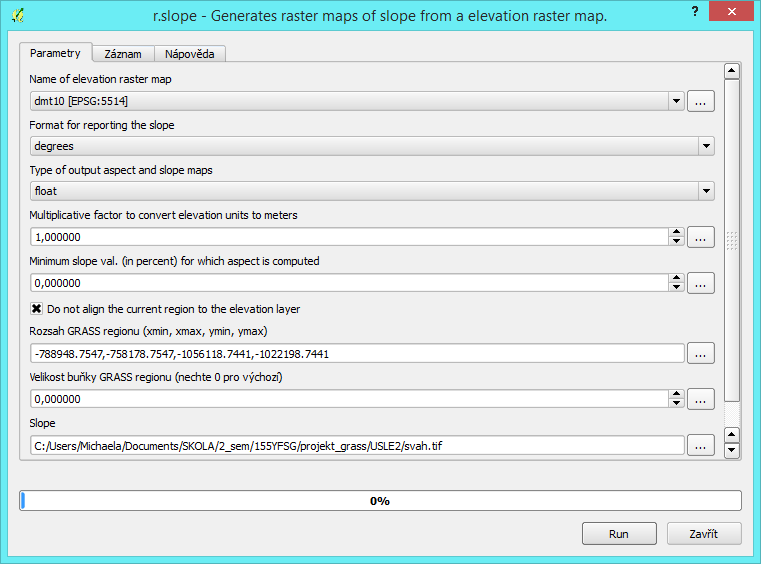 r.slope - Generates raster maps of slope from a elevation raster map.
?
Parametry Záznam Nápověda
Name of elevation raster map
dmt10 [EPSG:5514]
...
Format for reporting the slope
degrees
Type of output aspect and slope maps
float
Multiplicative factor to convert elevation units to meters
1,000000
...
Minimum slope val. (in percent) for which aspect is computed
0,000000
...
Do not align the current region to the elevation layer
Rozsah GRASS regionu (xmin, xmax, ymin, ymax)
-788948.7547,-758178.7547,-1056118.7441,-1022198.7441
...
Velikost buňky GRASS regionu (nechte 0 pro výchozí)
0,000000
...
Slope
C:/Users/Michaela/Documents/SKOLA/2_sem/155YFSG/projekt_grass/USLE2/svah.tif
...
0%
Run Zavřít